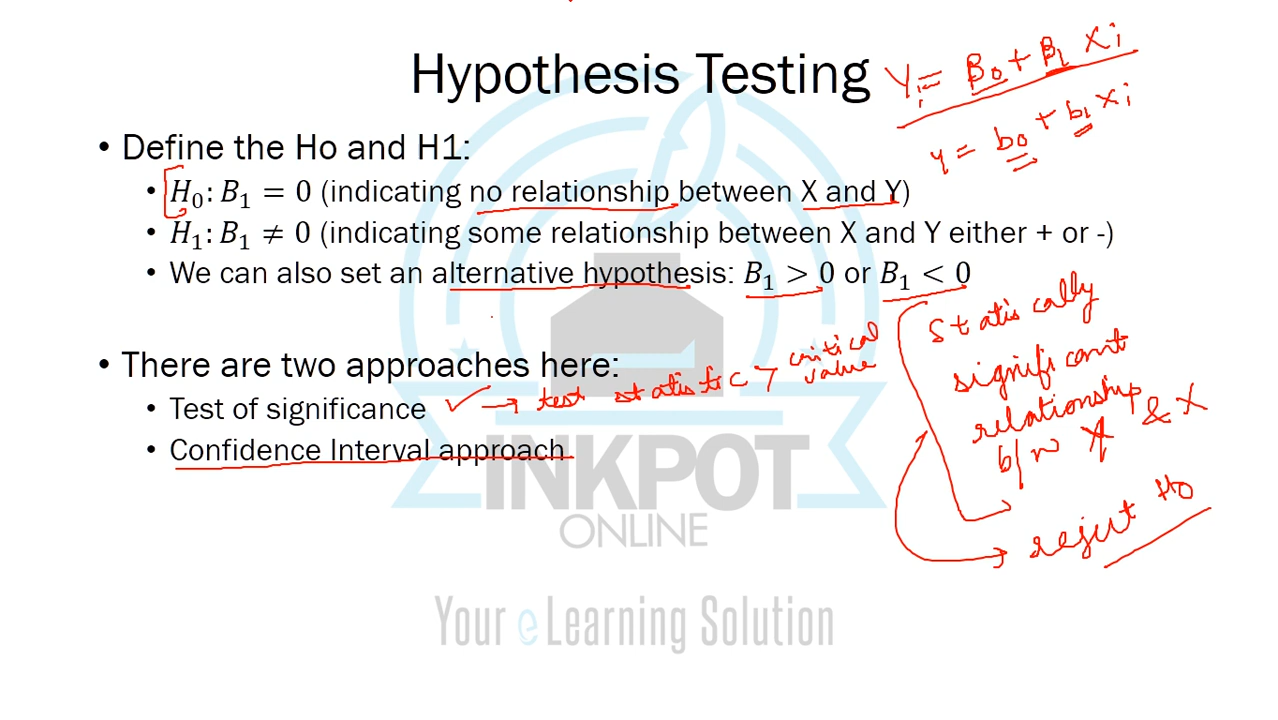 Hypothesis Testing
Yi = B0 + B1 Xi
y = b0 + b1 xi
• Define the Ho and H1:
• H₀: B₁ = 0 (indicating no relationship between X and Y)
• H₁: B₁ ≠ 0 (indicating some relationship between X and Y either + or -)
• We can also set an alternative hypothesis: B₁ > 0 or B₁ < 0
• There are two approaches here:
• Test of significance ✓ → test statistic > critical value
• Confidence Interval approach
statiscally
significant
relationship
b/w Y & X
reject Ho
INKPOT
ONLINE
Your eLearning Solution